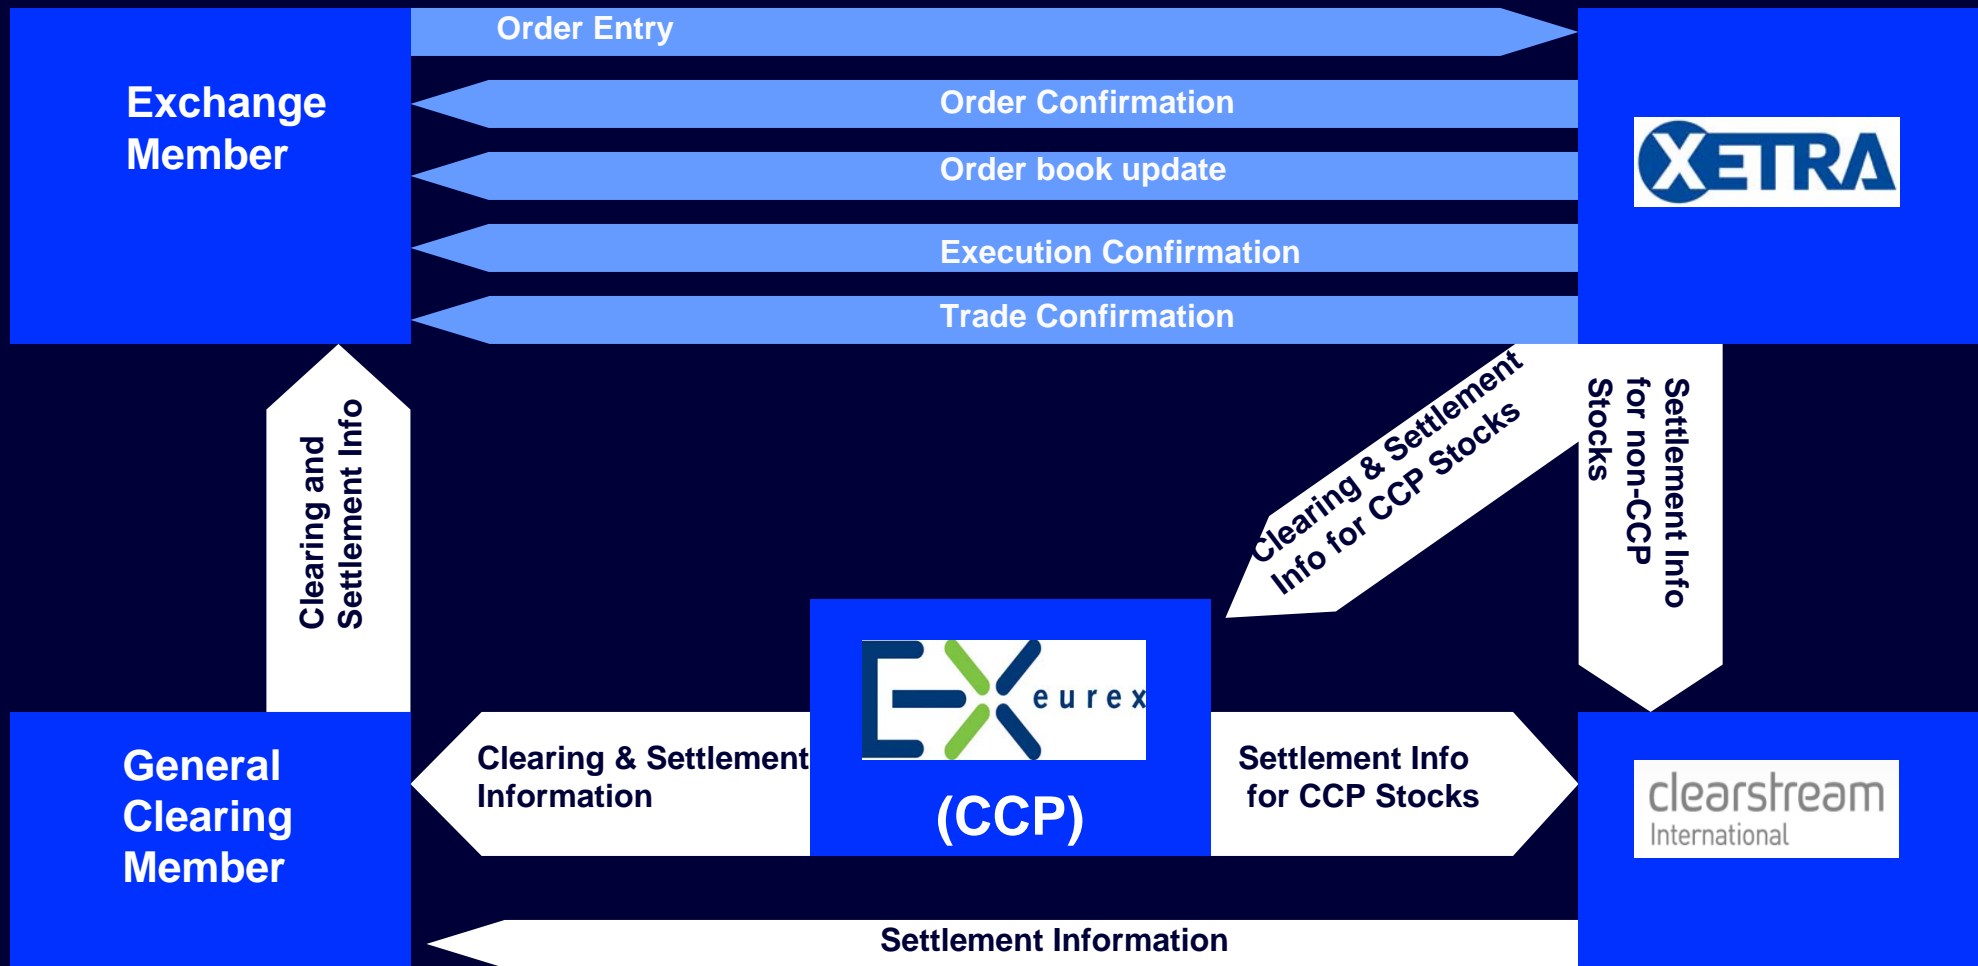 Order Entry
Exchange
Member
Order Confirmation
Order book update
Execution Confirmation
Trade Confirmation
XETRA
Clearing and
Settlement Info
Clearing & Settlement
Info for CCP Stocks
Settlement Info
for non-CCP
Stocks
General
Clearing
Member
Clearing & Settlement
Information
EX
eurex
(CCP)
Settlement Info
for CCP Stocks
clearstream
International
Settlement Information